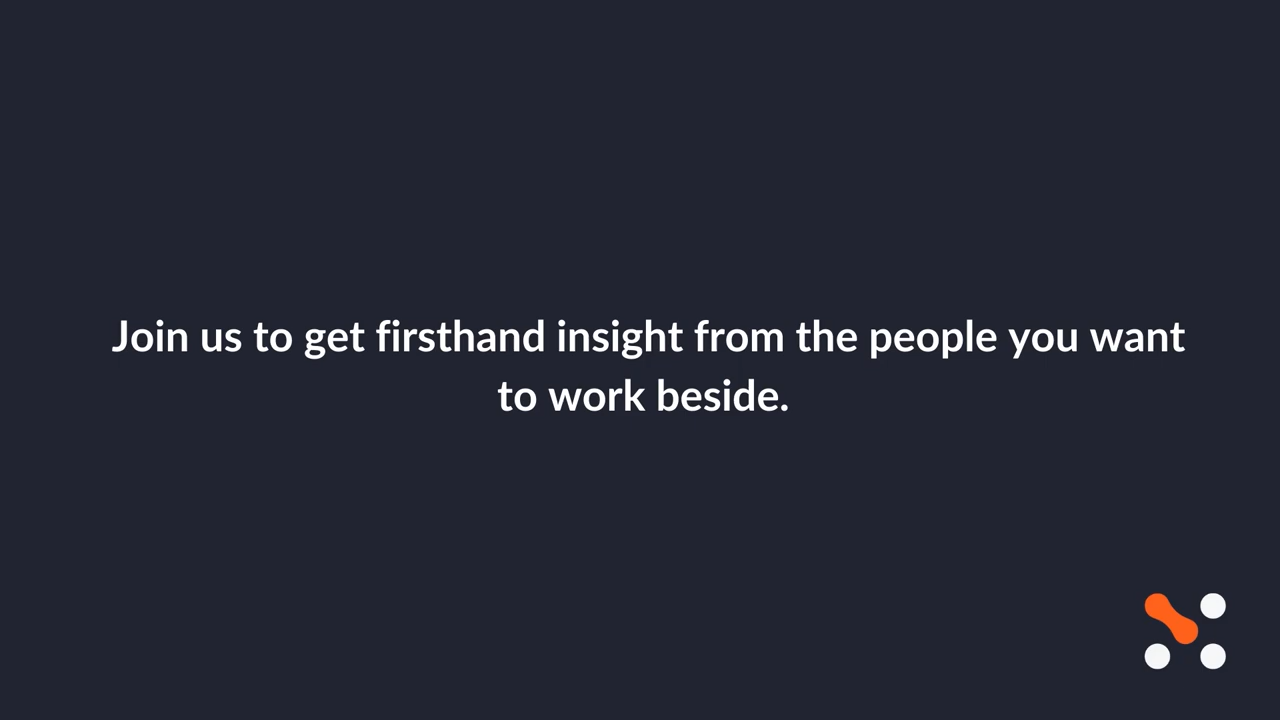 Join us to get firsthand insight from the people you want
to work beside.